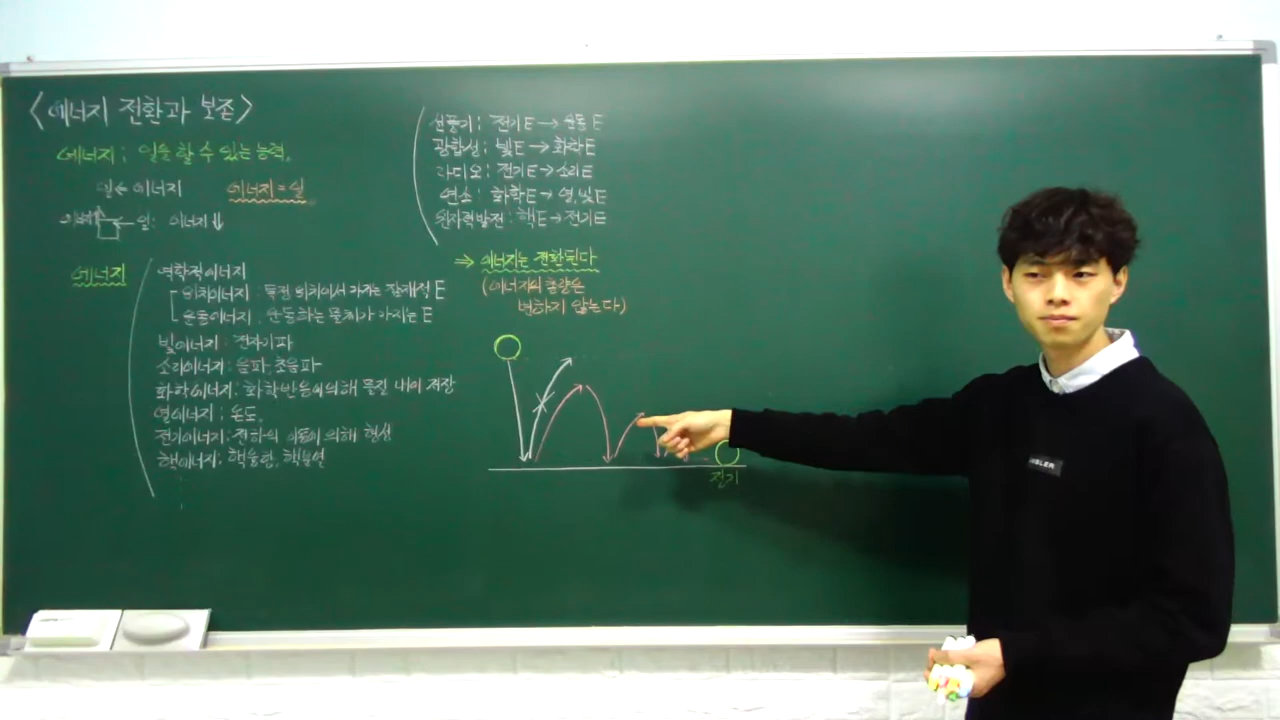 <에너지 전환과 보존>
에너지 : 일을 할 수 있는 능력.
일 ← 에너지 에너지 = 일
일: 에너지↓
에너지
역학적에너지
위치에너지 : 특정 위치에서 가지는 잠재적 E
운동에너지 : 운동하는 물체가 가지는 E
빛에너지 : 전자기파
소리에너지 : 음파, 초음파
화학에너지 : 화학반응에 의해 물질 내에 저장
열에너지 : 온도.
전기에너지 : 전하의 이동에 의해 형성
핵에너지 : 핵융합, 핵분열
선풍기 : 전기E → 운동E
광합성 : 빛E → 화학E
라디오 : 전기E → 소리E
연소 : 화학E → 열,빛E
원자력발전 : 핵E → 전기E
⇒ 에너지는 전환된다
(에너지의 총량은
변하지 않는다)